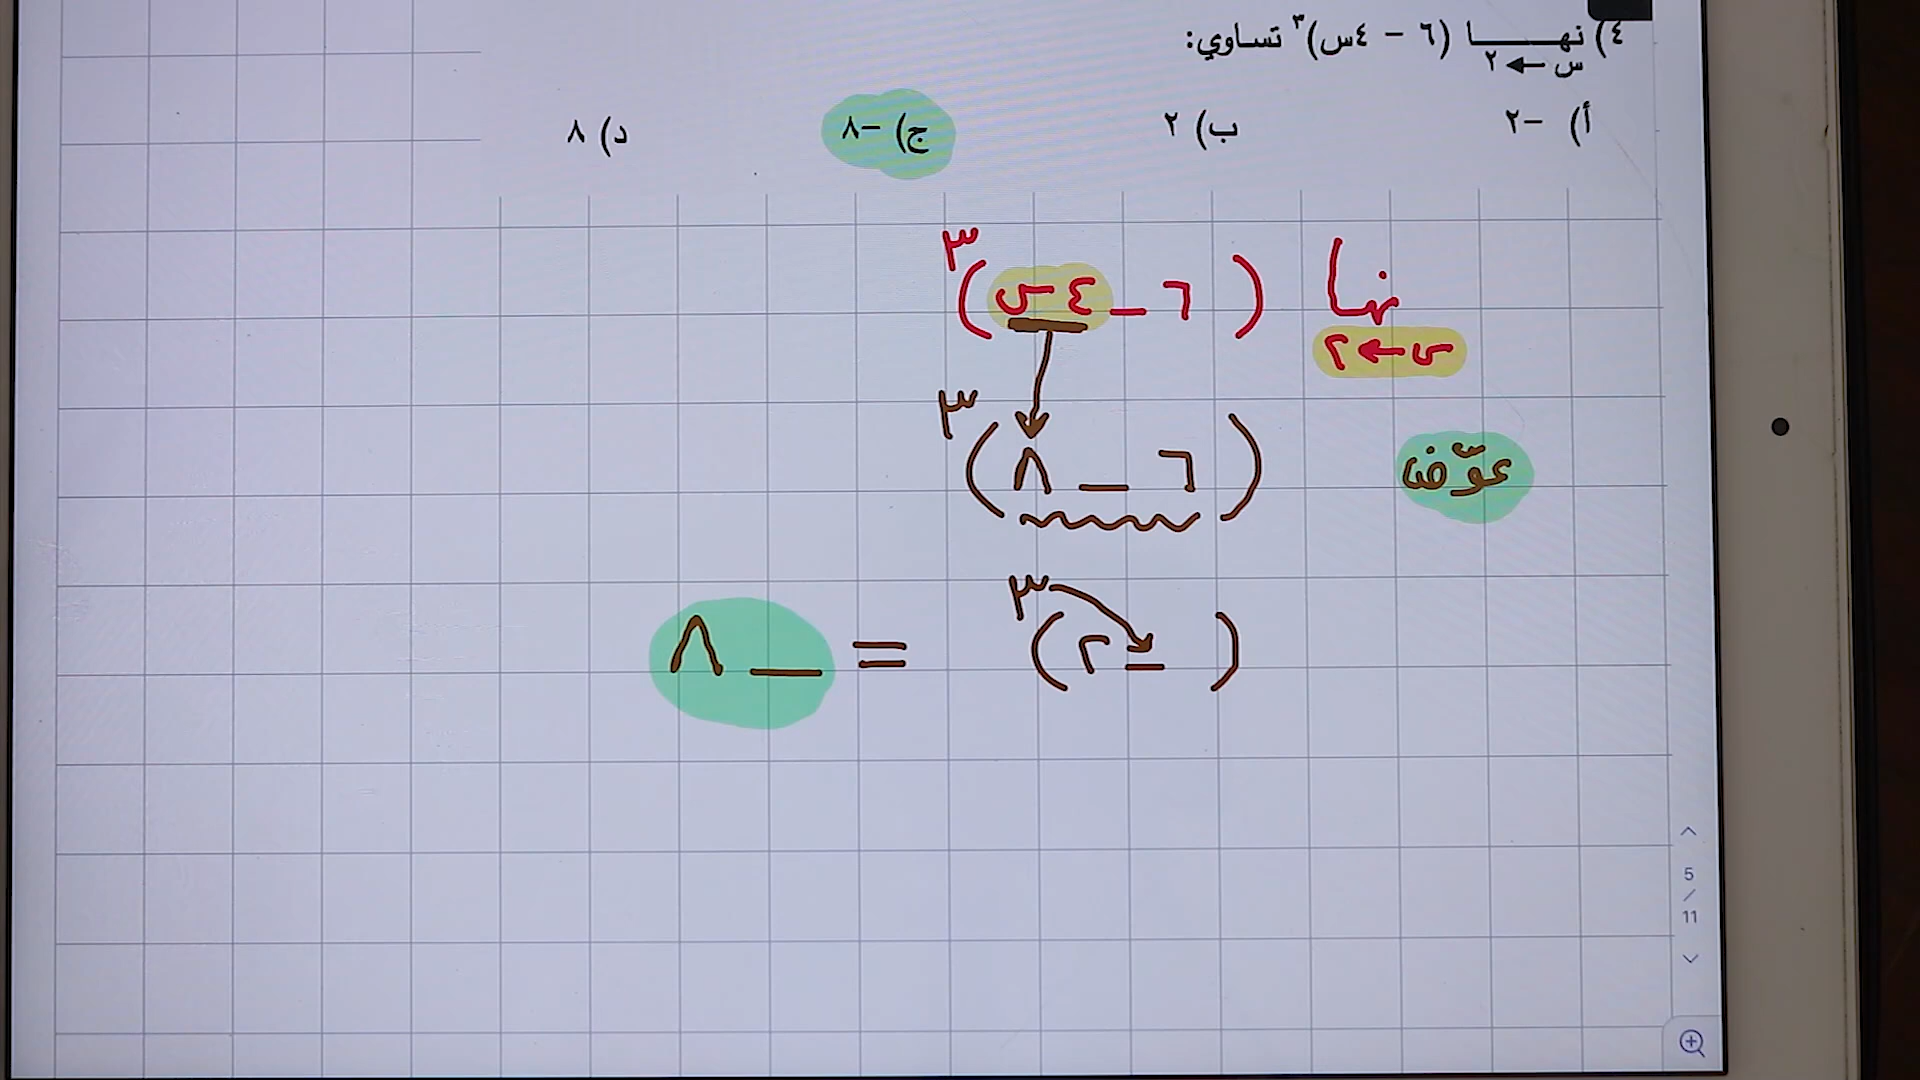 ٤) نهــــــا (٦ − ٤س)٣ تساوي:
س ← ٢
أ) −٢ ب) ٢ ج) −٨ د) ٨
نها (٦ − ٤س)٣
س ← ٢
عوّض (٦ − ٨)٣
(−٢)٣ = −٨
5
/
11